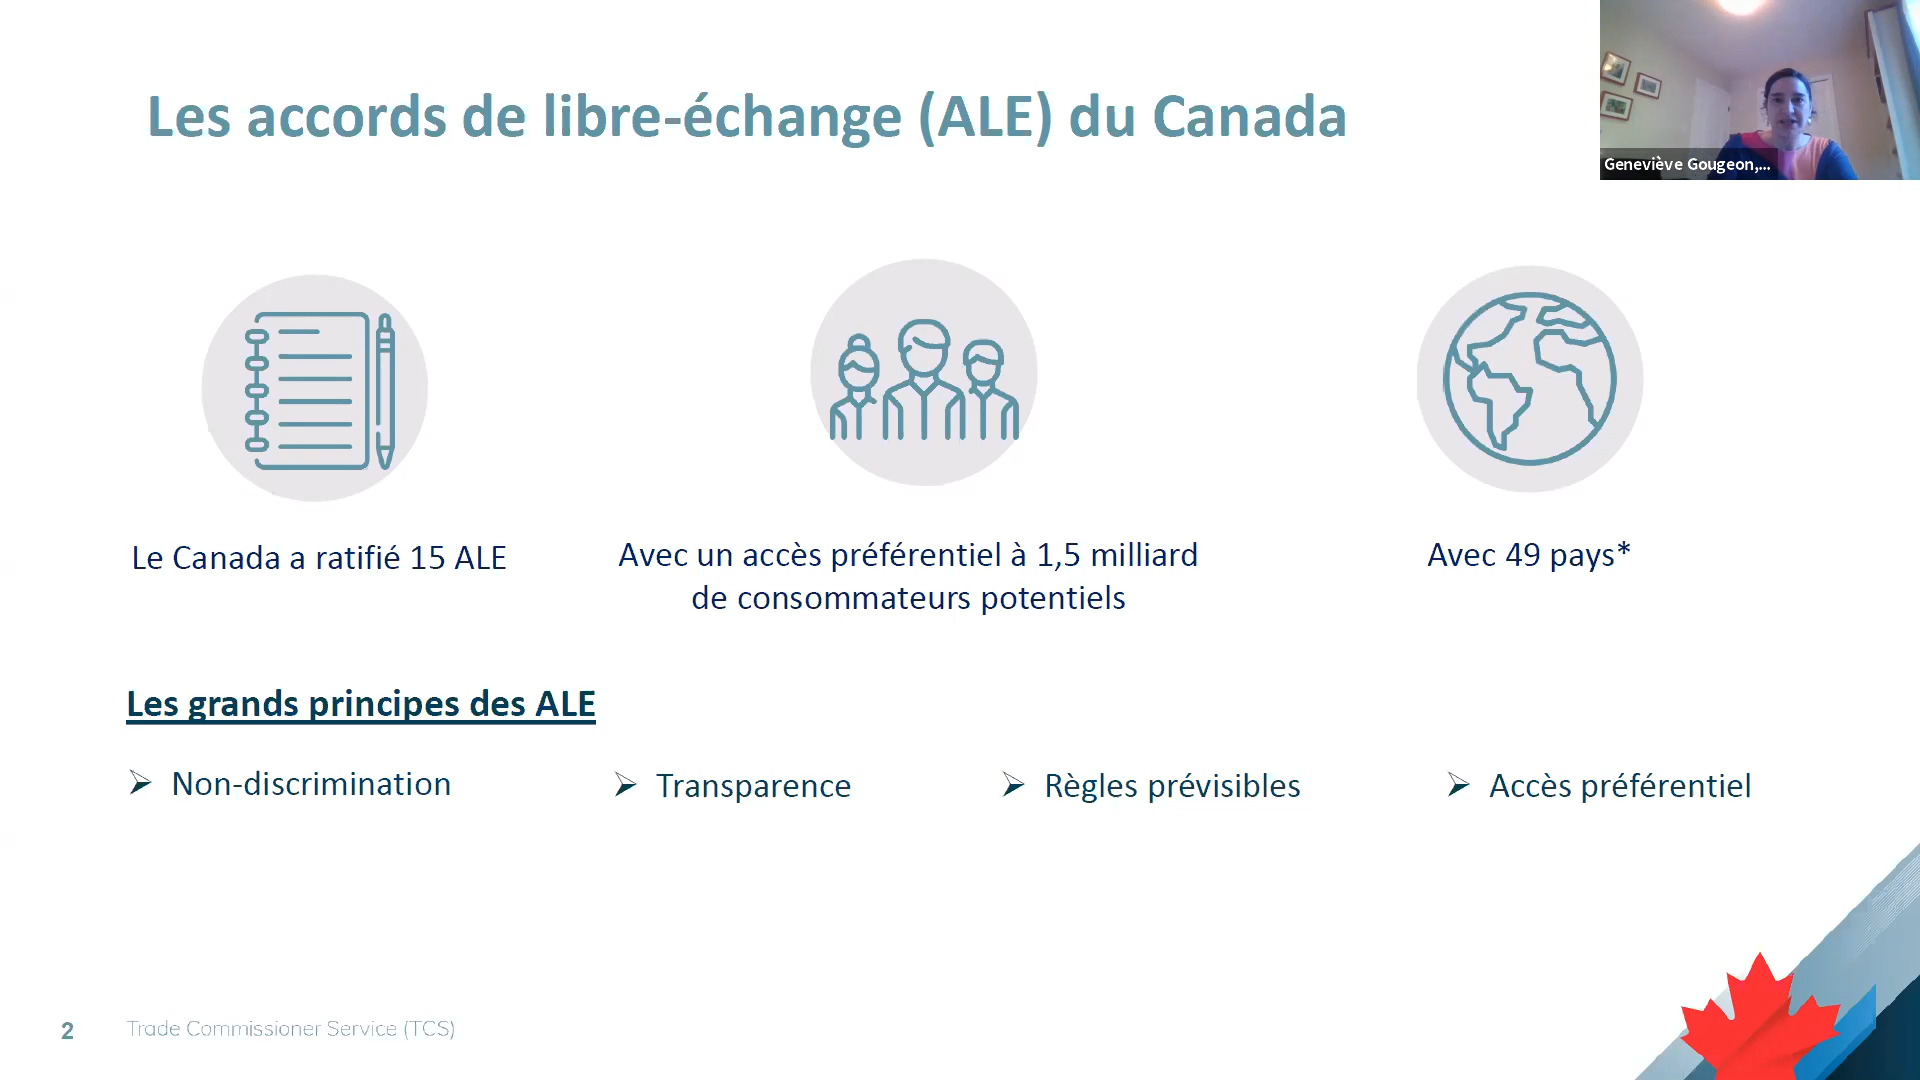 Les accords de libre-échange (ALE) du Canada
Geneviève Gougeon,...
Le Canada a ratifié 15 ALE
Avec un accès préférentiel à 1,5 milliard
de consommateurs potentiels
Avec 49 pays*
Les grands principes des ALE
➢ Non-discrimination
➢ Transparence
➢ Règles prévisibles
➢ Accès préférentiel
2
Trade Commissioner Service (TCS)